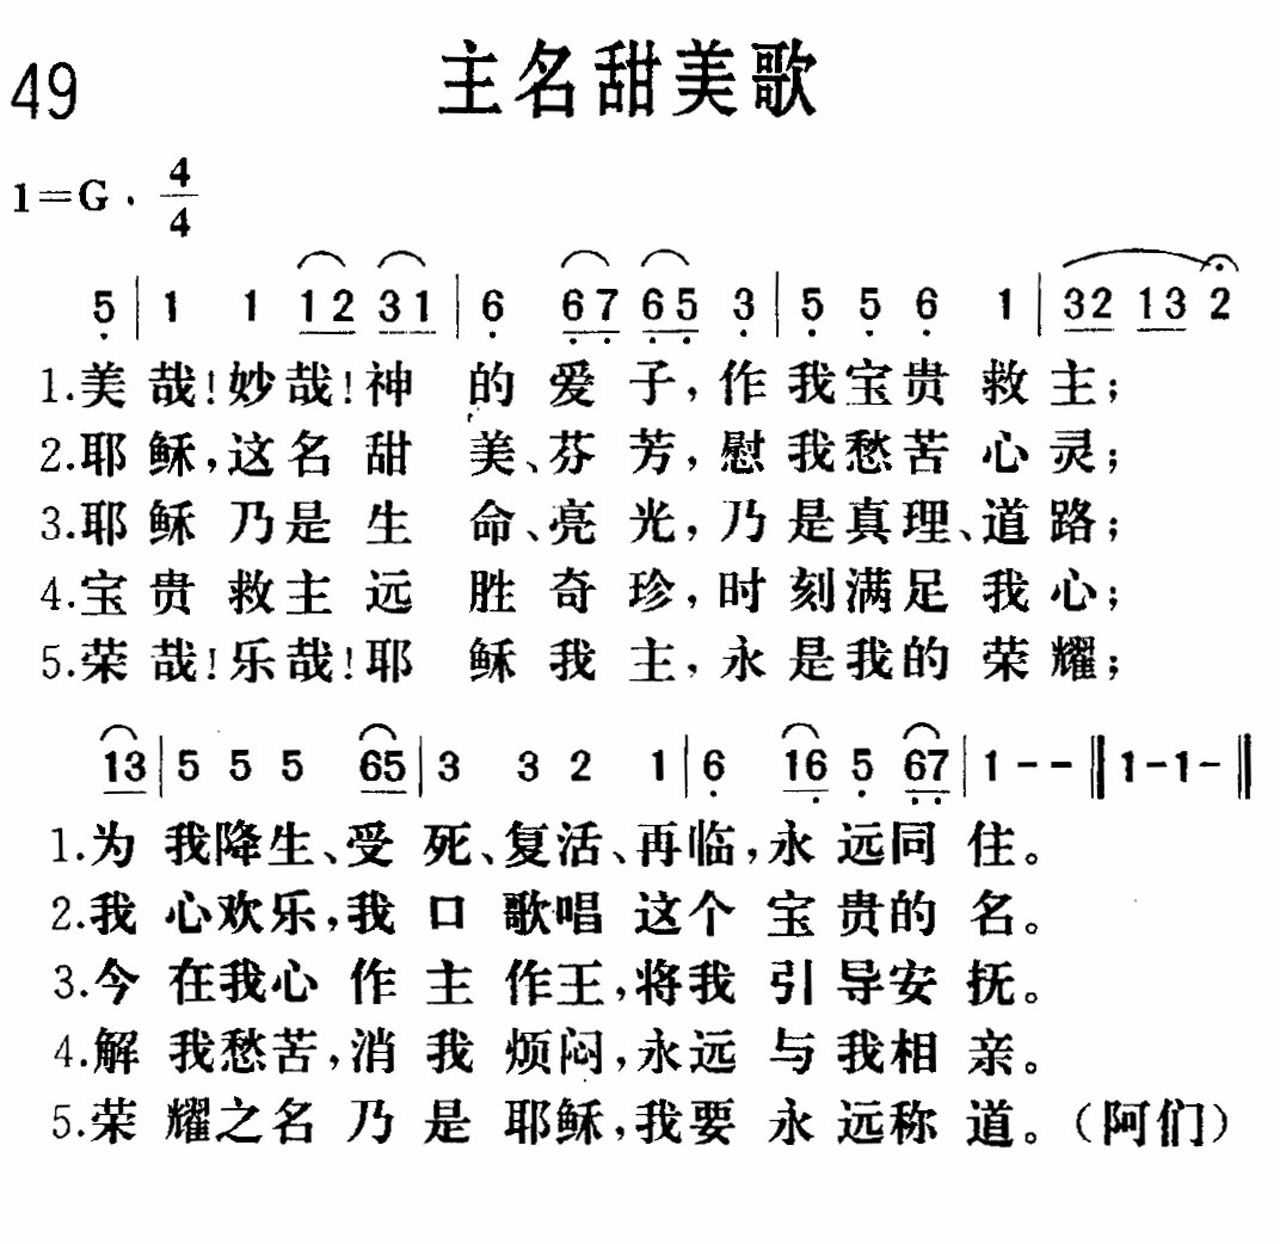 49
主名甜美歌
1=G · 4/4
5 | 1 1 12 31 | 6 67 65 3 | 5 5 6 1 | 32 13 2
1.美哉!妙哉!神的爱子,作我宝贵救主;
2.耶稣,这名甜美、芬芳,慰我愁苦心灵;
3.耶稣乃是生命、亮光,乃是真理、道路;
4.宝贵救主远胜奇珍,时刻满足我心;
5.荣哉!乐哉!耶稣我主,永是我的荣耀;
13 | 5 5 5 65 | 3 3 2 1 | 6 16 5 67 | 1 - - ‖ 1 - 1 - ‖
1.为我降生、受死、复活、再临,永远同住。
2.我心欢乐,我口歌唱这个宝贵的名。
3.今在我心作主作王,将我引导安抚。
4.解我愁苦,消我烦闷,永远与我相亲。
5.荣耀之名乃是耶稣,我要永远称道。(阿们)